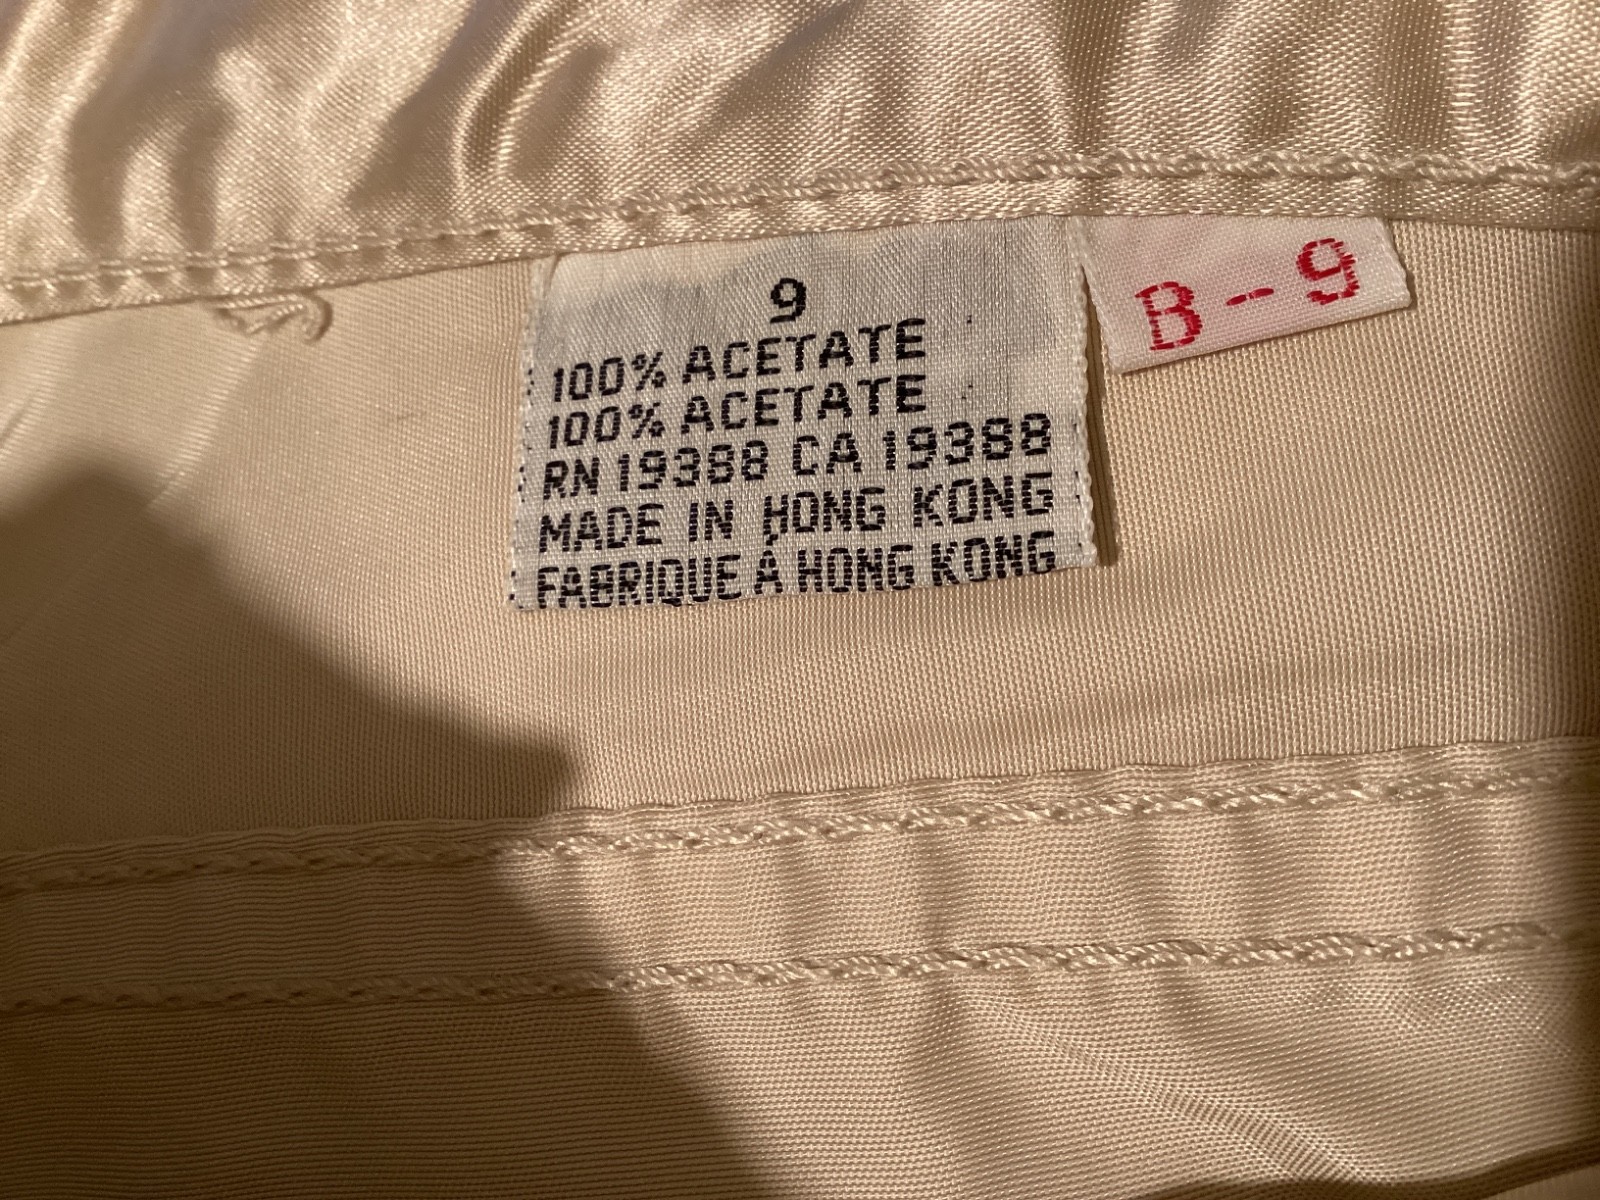 9
100% ACETATE
100% ACETATE
RN 19388 CA 19388
MADE IN HONG KONG
FABRIQUE À HONG KONG
B-9